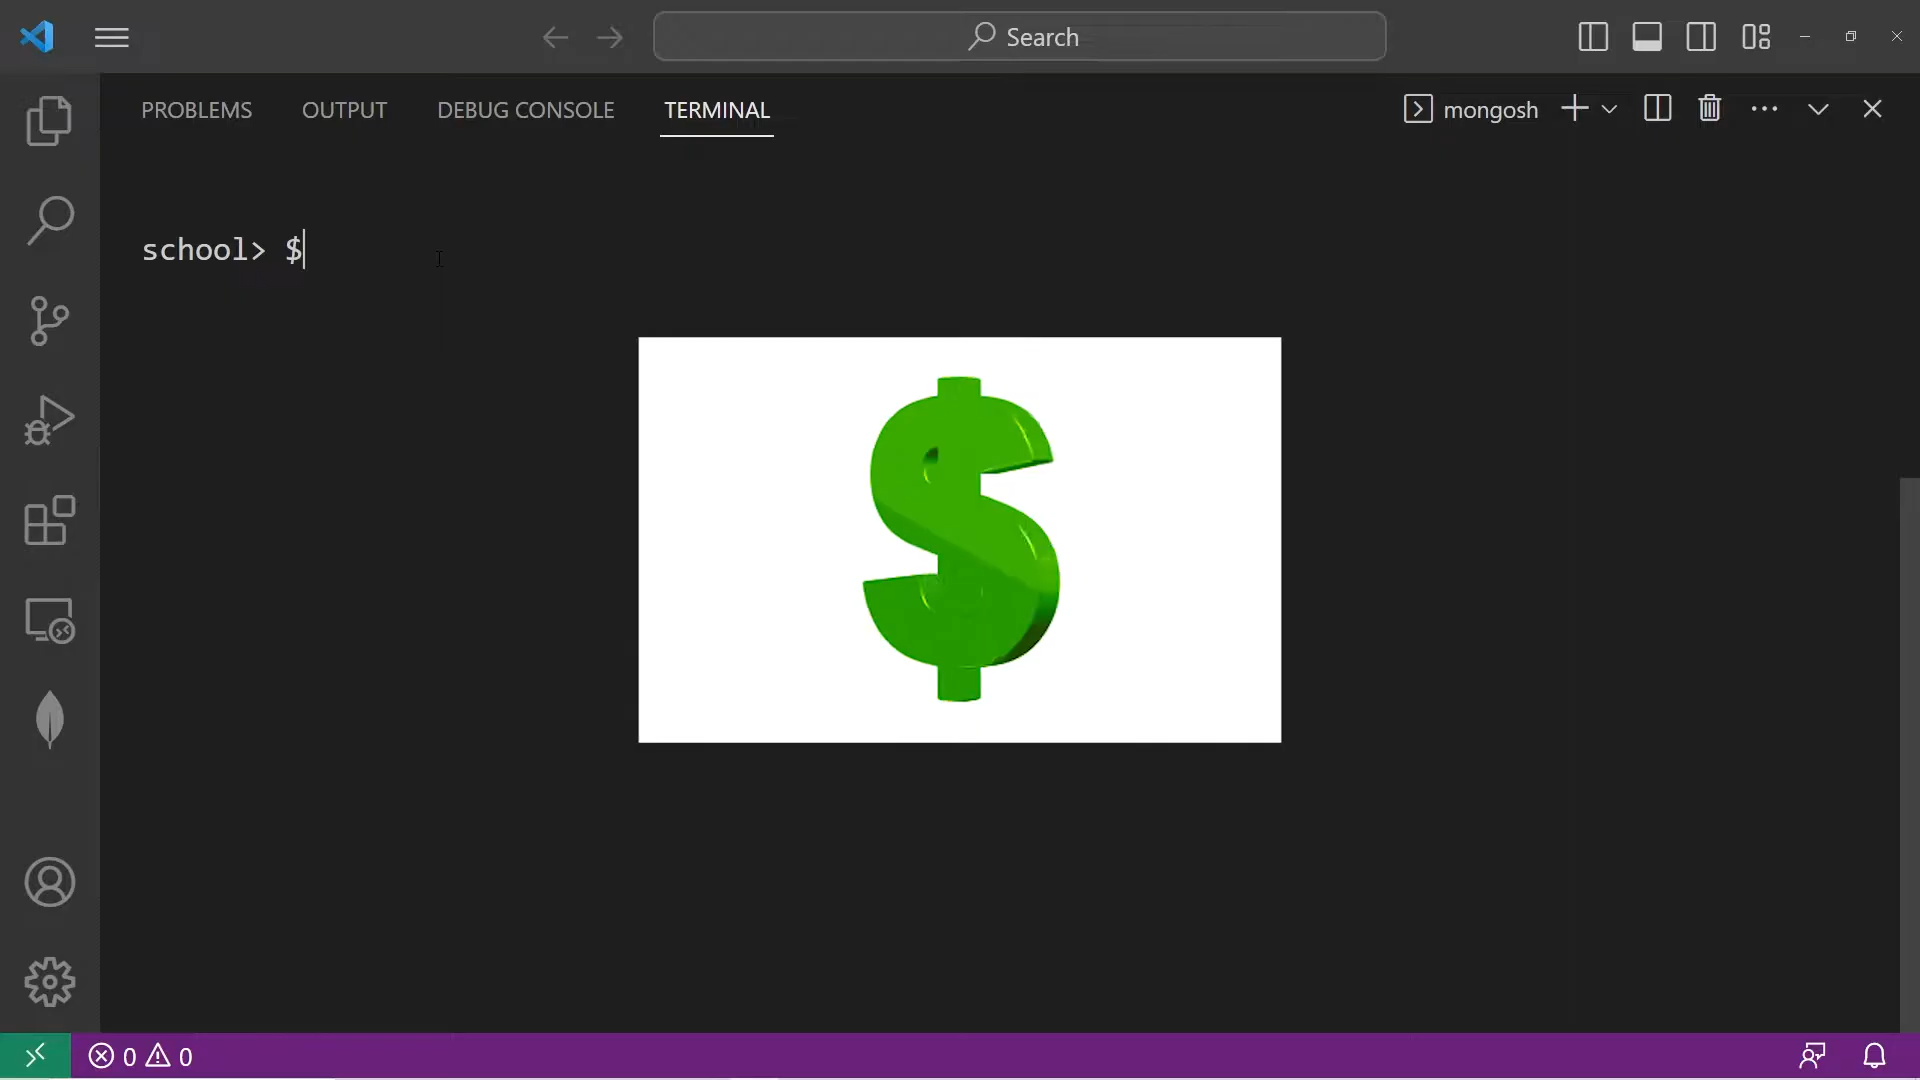 Search
PROBLEMS OUTPUT DEBUG CONSOLE TERMINAL mongosh
school> $
$
0 0